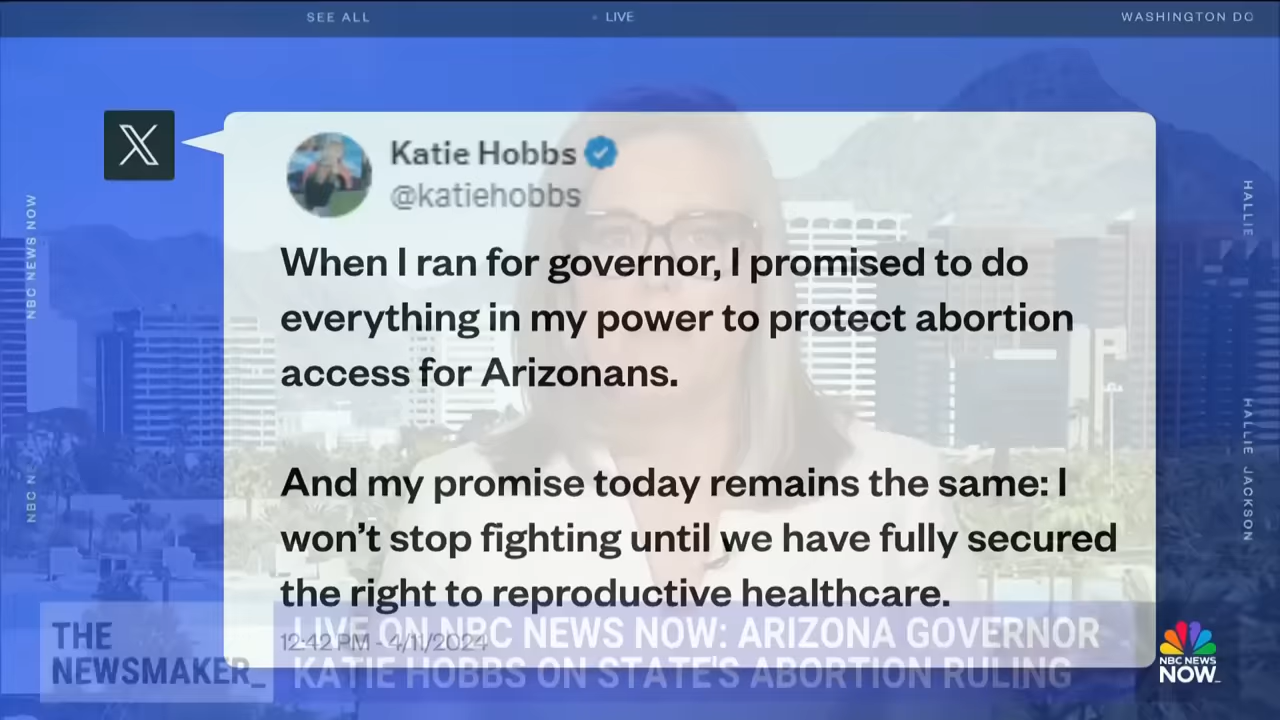 SEE ALL
LIVE
WASHINGTON DC
X
Katie Hobbs
@katiehobbs
When I ran for governor, I promised to do
everything in my power to protect abortion
access for Arizonans.
And my promise today remains the same: I
won’t stop fighting until we have fully secured
the right to reproductive healthcare.
12:42 PM - 4/11/2024
THE
NEWSMAKER_
LIVE ON NBC NEWS NOW: ARIZONA GOVERNOR
KATIE HOBBS ON STATE'S ABORTION RULING
NBC NEWS
NOW_
NBC NEWS NOW
NBC N
HALLIE
HALLIE JACKSON